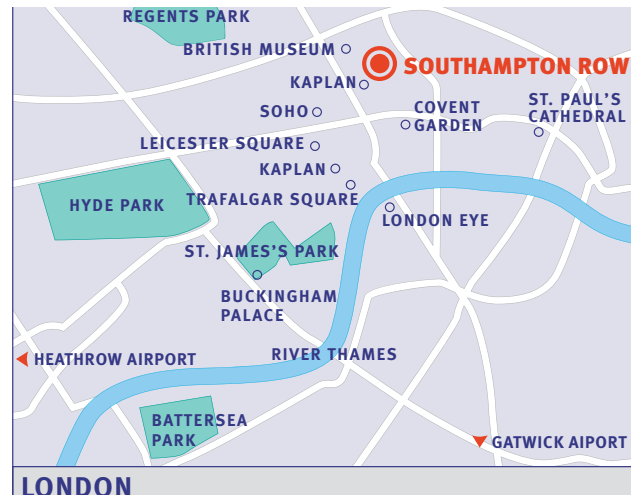 REGENTS PARK
BRITISH MUSEUM
SOUTHAMPTON ROW
KAPLAN
SOHO
COVENT
GARDEN
ST. PAUL'S
CATHEDRAL
LEICESTER SQUARE
KAPLAN
TRAFALGAR SQUARE
HYDE PARK
LONDON EYE
ST. JAMES'S PARK
BUCKINGHAM
PALACE
RIVER THAMES
HEATHROW AIRPORT
BATTERSEA
PARK
GATWICK AIPORT
LONDON